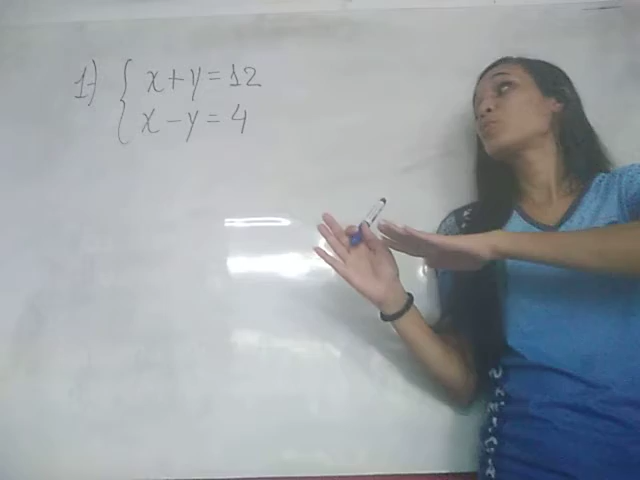 1-) { x + y = 12
x - y = 4